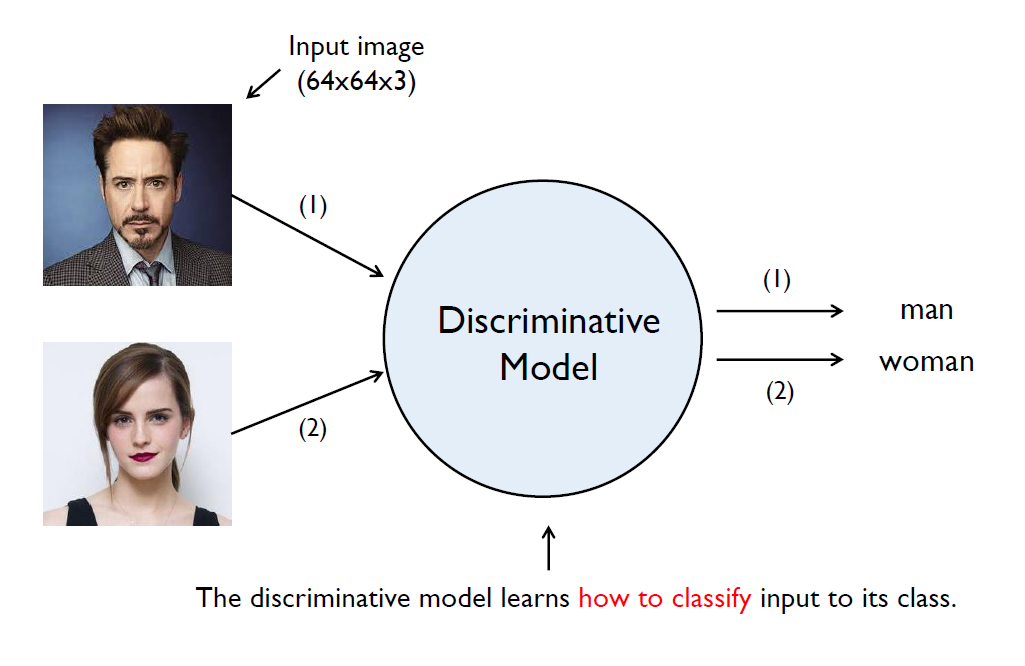 Input image
(64x64x3)
(1)
(2)
Discriminative
Model
(1)
man
woman
(2)
The discriminative model learns how to classify input to its class.